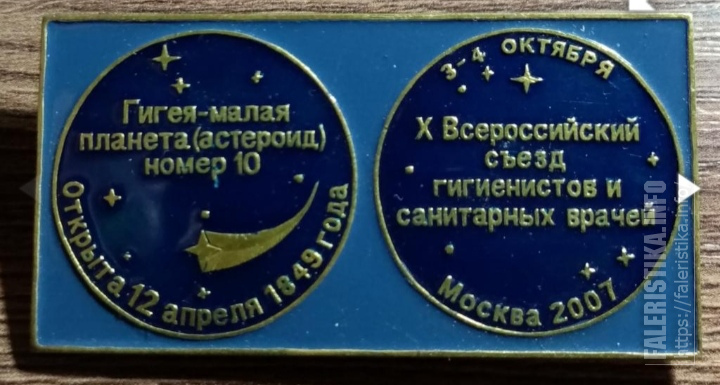 Гигея-малая
планета(астероид)
номер 10
Открыта 12 апреля 1849 года
3-4 ОКТЯБРЯ
X Всероссийский
съезд
гигиенистов и
санитарных врачей
Москва 2007
FALERISTIKA.INFO
https://faleristika.info